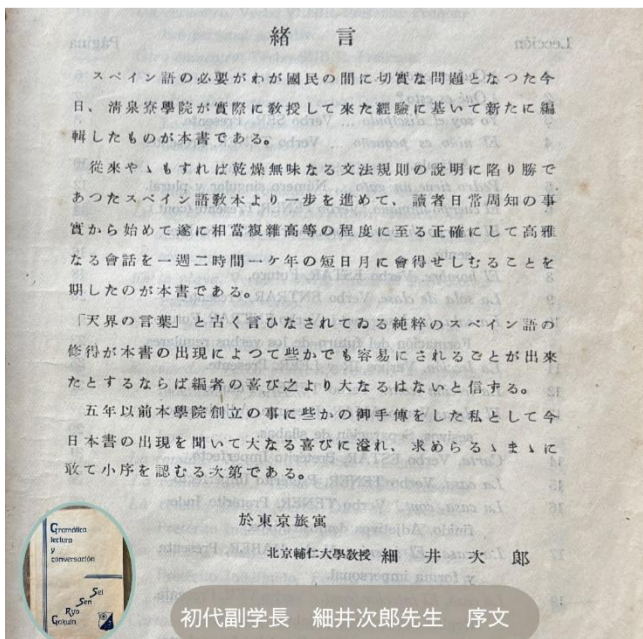 緒言
スペイン語の必要がわが國民の間に切實な問題となつた今
日、淸泉寮學院が實際に敎授して來た經驗に基いて新たに編
輯したものが本書である。
從來やゝもすれば乾燥無味なる文法規則の說明に陷り勝で
あつたスペイン語敎本より一步を進めて、讀者日常周知の事
實から始めて遂に相當複雜高等の程度に至る正確にして高雅
なる會話を一週二時間一ケ年の短日月に會得せしむることを
期したのが本書である。
「天界の言葉」と古く言ひなされてゐる純粹のスペイン語の
修得が本書の出現によつて些かでも容易にされることが出來
たとするならば編者の喜び之より大なるはないと信する。
五年以前本學院創立の事に些かの御手傳をした私として今
日本書の出現を聞いて大なる喜びに溢れ、求めらるゝまゝに
敢て小序を認むる次第である。
於東京旅寓
北京輔仁大學敎授 細井次郎
Gramática
lectura
y
conversación
Sei
Sen
Ryo
Gakuin
初代副学長 細井次郎先生 序文